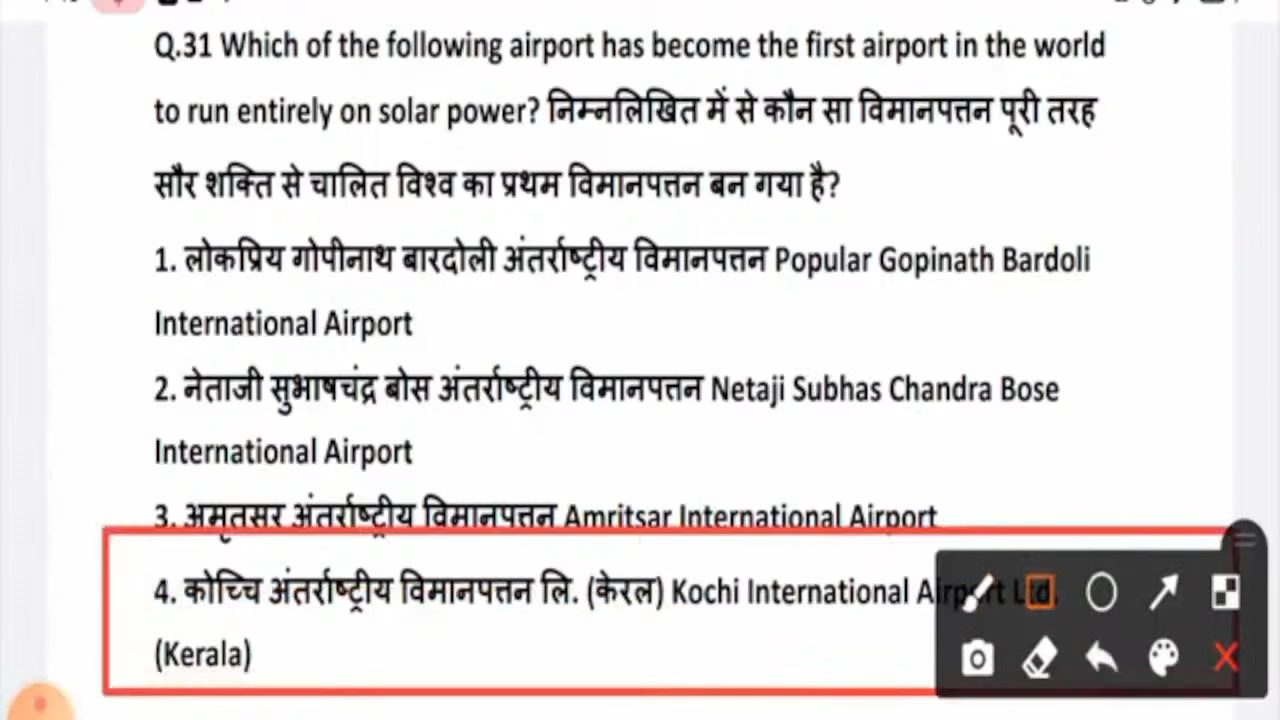 Q.31 Which of the following airport has become the first airport in the world
to run entirely on solar power? निम्नलिखित में से कौन सा विमानपत्तन पूरी तरह
सौर शक्ति से चालित विश्व का प्रथम विमानपत्तन बन गया है?
1. लोकप्रिय गोपीनाथ बारदोली अंतर्राष्ट्रीय विमानपत्तन Popular Gopinath Bardoli
International Airport
2. नेताजी सुभाषचंद्र बोस अंतर्राष्ट्रीय विमानपत्तन Netaji Subhas Chandra Bose
International Airport
3. अमृतसर अंतर्राष्ट्रीय विमानपत्तन Amritsar International Airport
4. कोच्चि अंतर्राष्ट्रीय विमानपत्तन लि. (केरल) Kochi International Airport Ltd.
(Kerala)